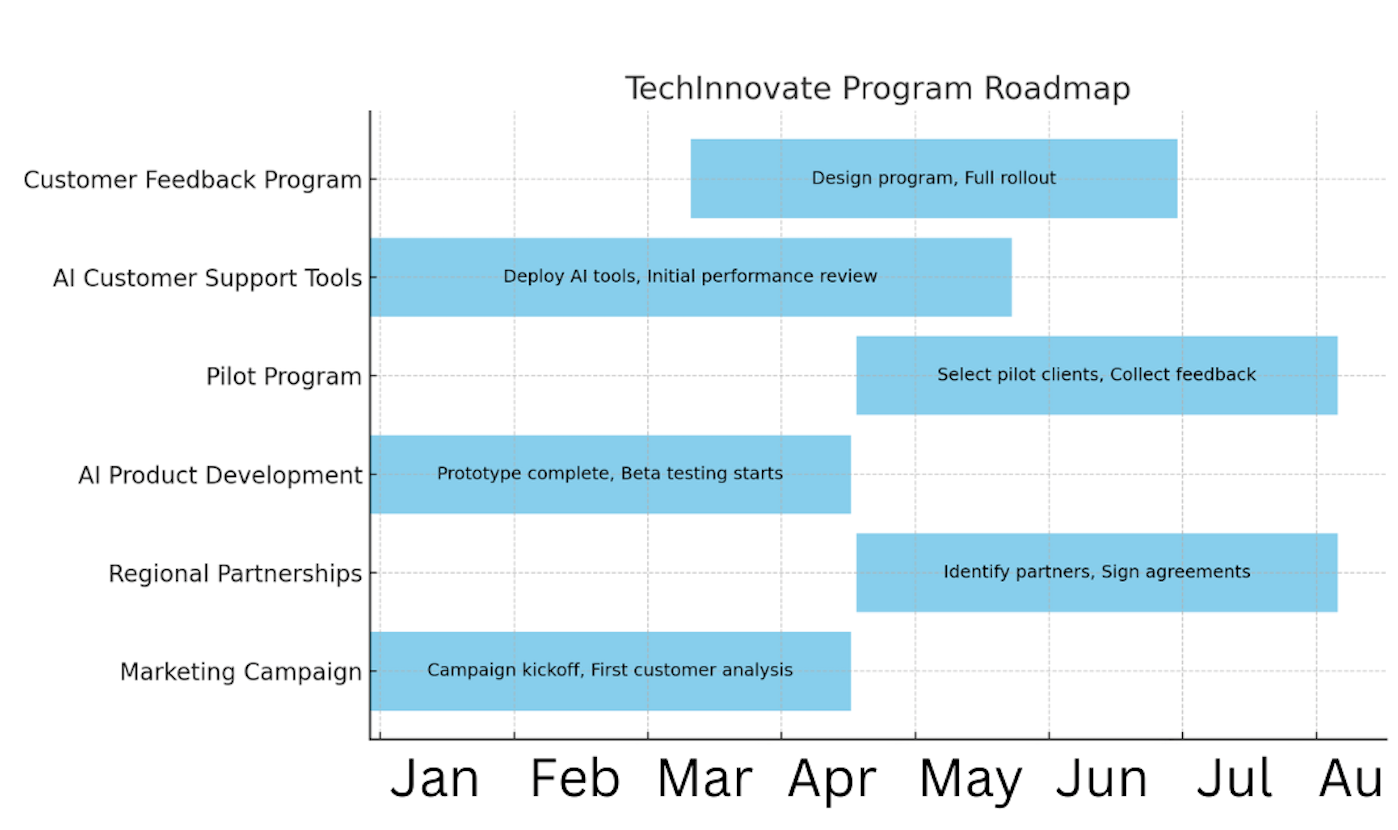 TechInnovate Program Roadmap
Customer Feedback Program
Design program, Full rollout
AI Customer Support Tools
Deploy AI tools, Initial performance review
Pilot Program
Select pilot clients, Collect feedback
AI Product Development
Prototype complete, Beta testing starts
Regional Partnerships
Identify partners, Sign agreements
Marketing Campaign
Campaign kickoff, First customer analysis
Jan Feb Mar Apr May Jun Jul Au